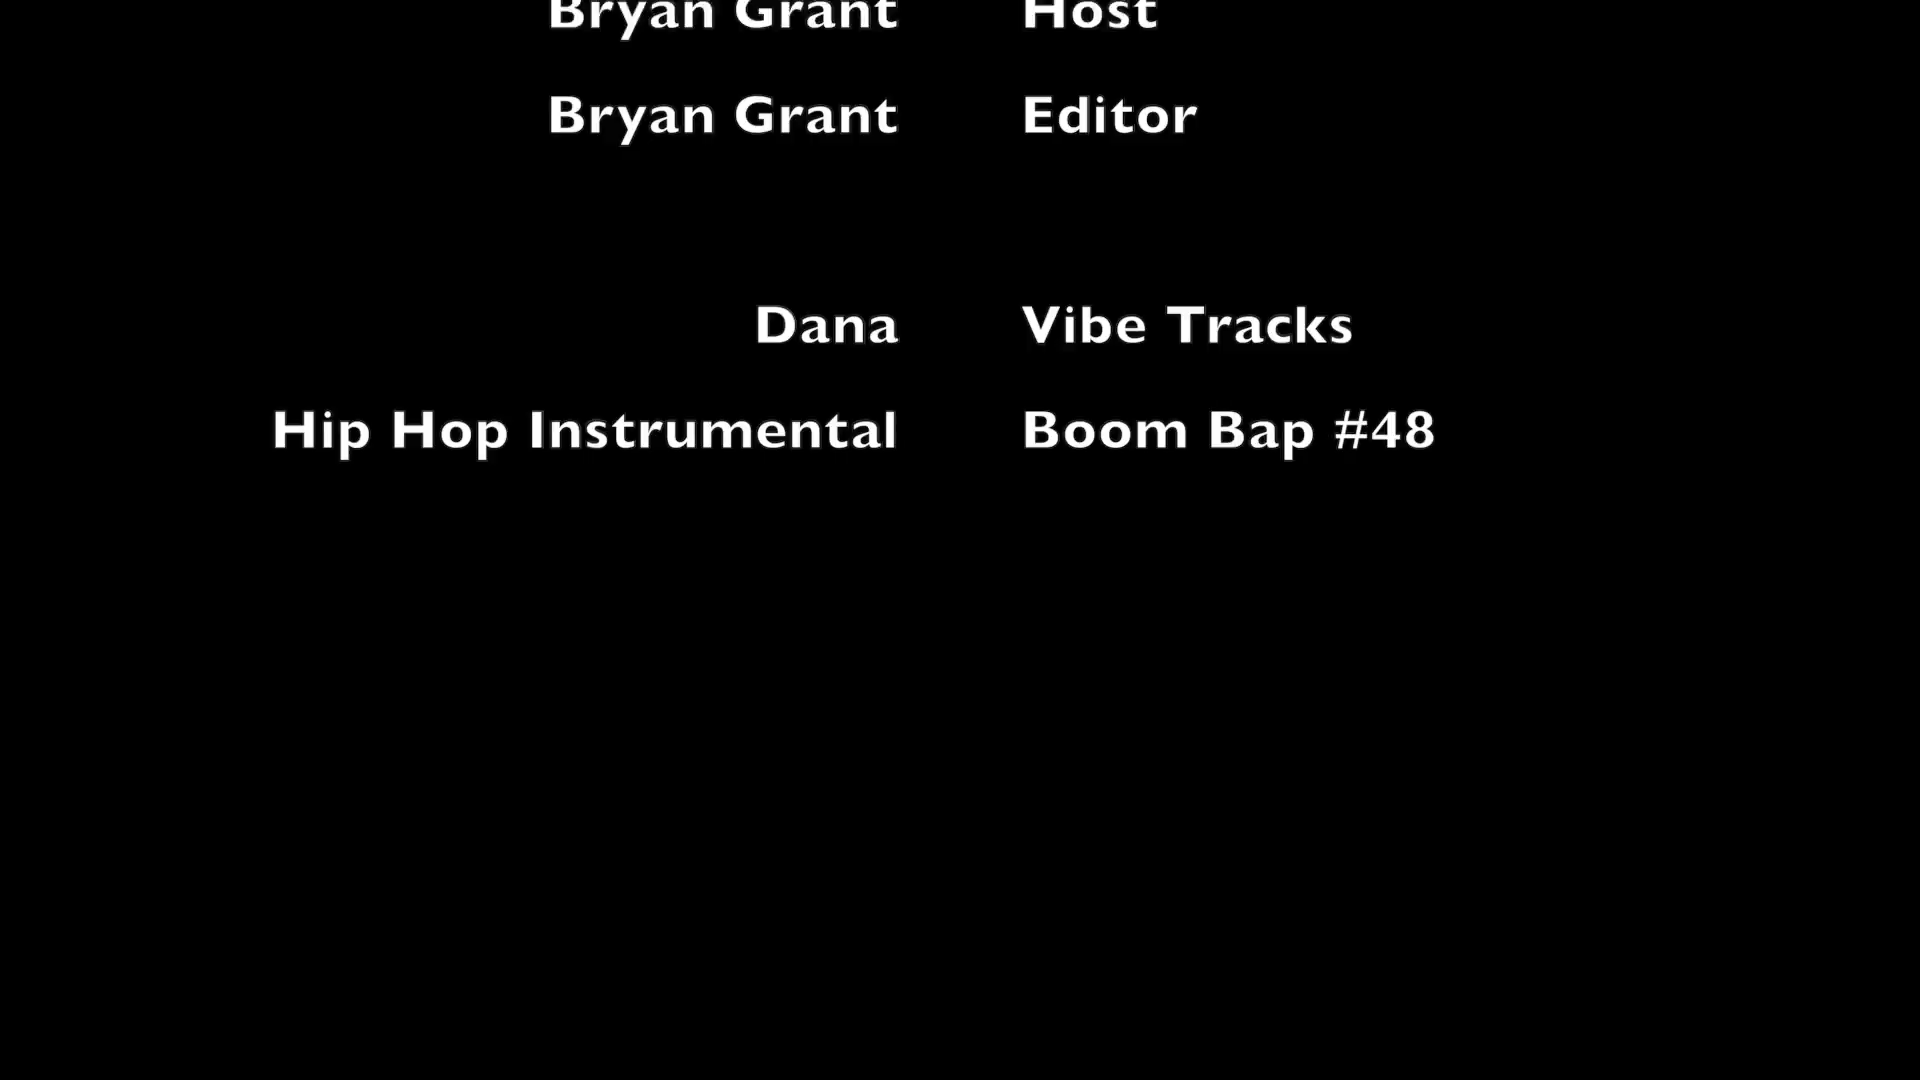 Bryan Grant Host
Bryan Grant Editor
Dana Vibe Tracks
Hip Hop Instrumental Boom Bap #48